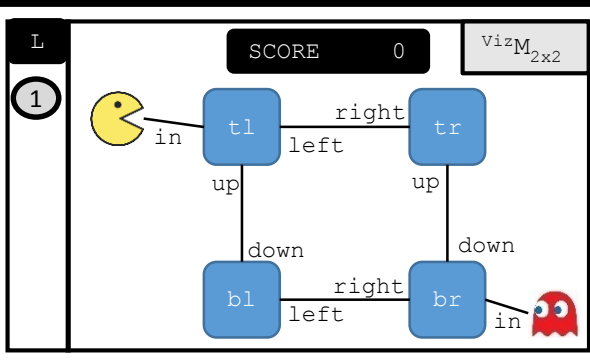 L
SCORE 0
VizM2x2
1
in
tl
right
left
tr
up
up
down
down
bl
right
left
br
in